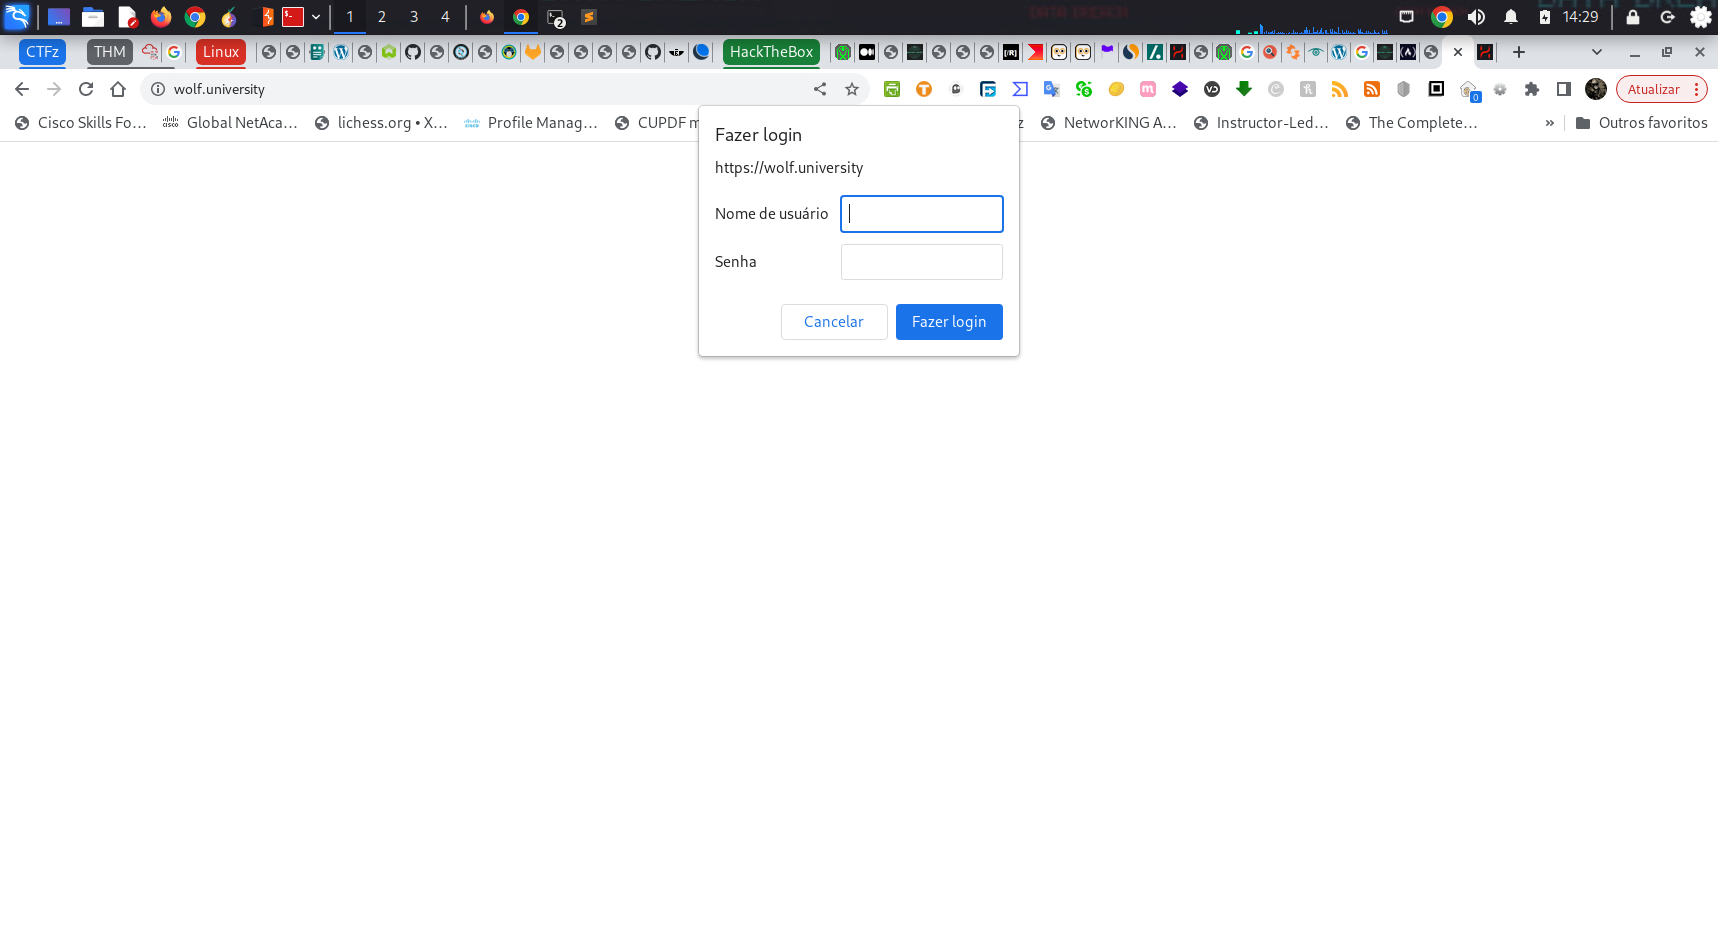 1 2 3 4 2 14:29
CTFz THM Linux HackTheBox
wolf.university 0 Atualizar
Cisco Skills Fo... Global NetAca... lichess.org • X... Profile Manag... CUPDF NetworKING A... Instructor-Led... The Complete... » Outros favoritos
Fazer login
https://wolf.university
Nome de usuário
Senha
Cancelar Fazer login